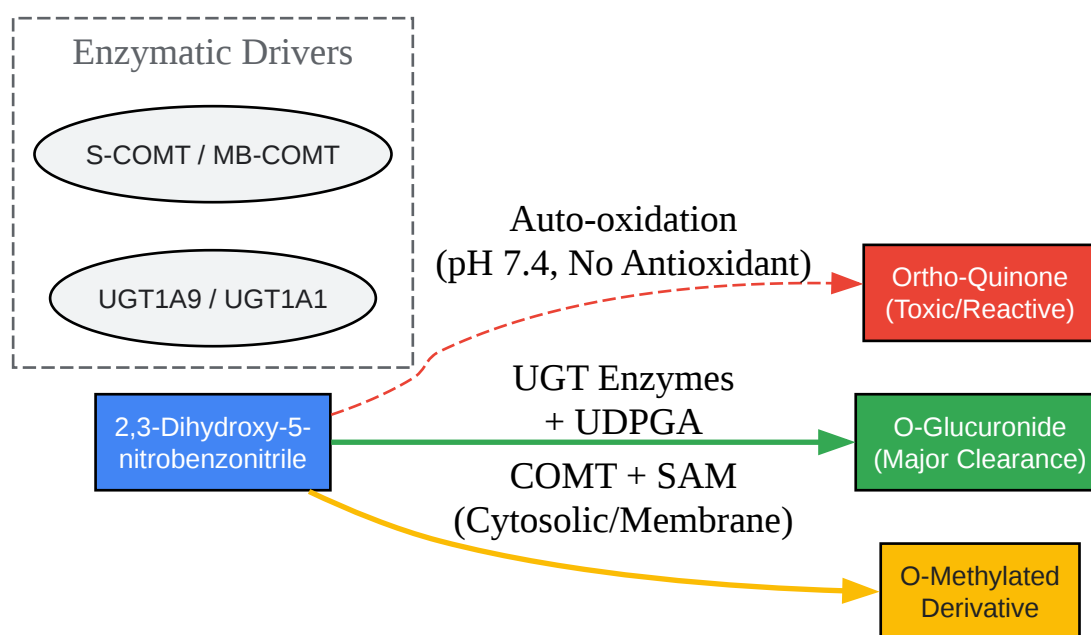 Enzymatic Drivers
S-COMT / MB-COMT
UGT1A9 / UGT1A1
Auto-oxidation
(pH 7.4, No Antioxidant)
Ortho-Quinone
(Toxic/Reactive)
2,3-Dihydroxy-5-
nitrobenzonitrile
UGT Enzymes
+ UDPGA
O-Glucuronide
(Major Clearance)
COMT + SAM
(Cytosolic/Membrane)
O-Methylated
Derivative